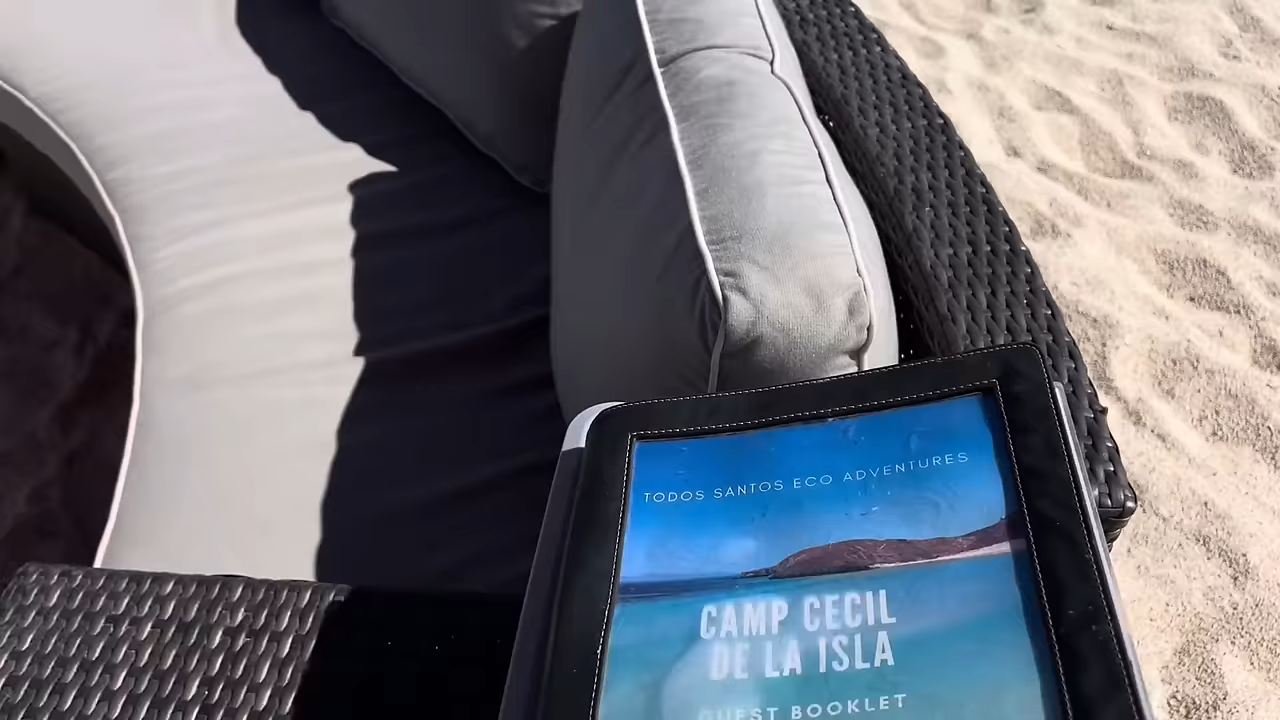 TODOS SANTOS ECO ADVENTURES
CAMP CECIL
DE LA ISLA
GUEST BOOKLET